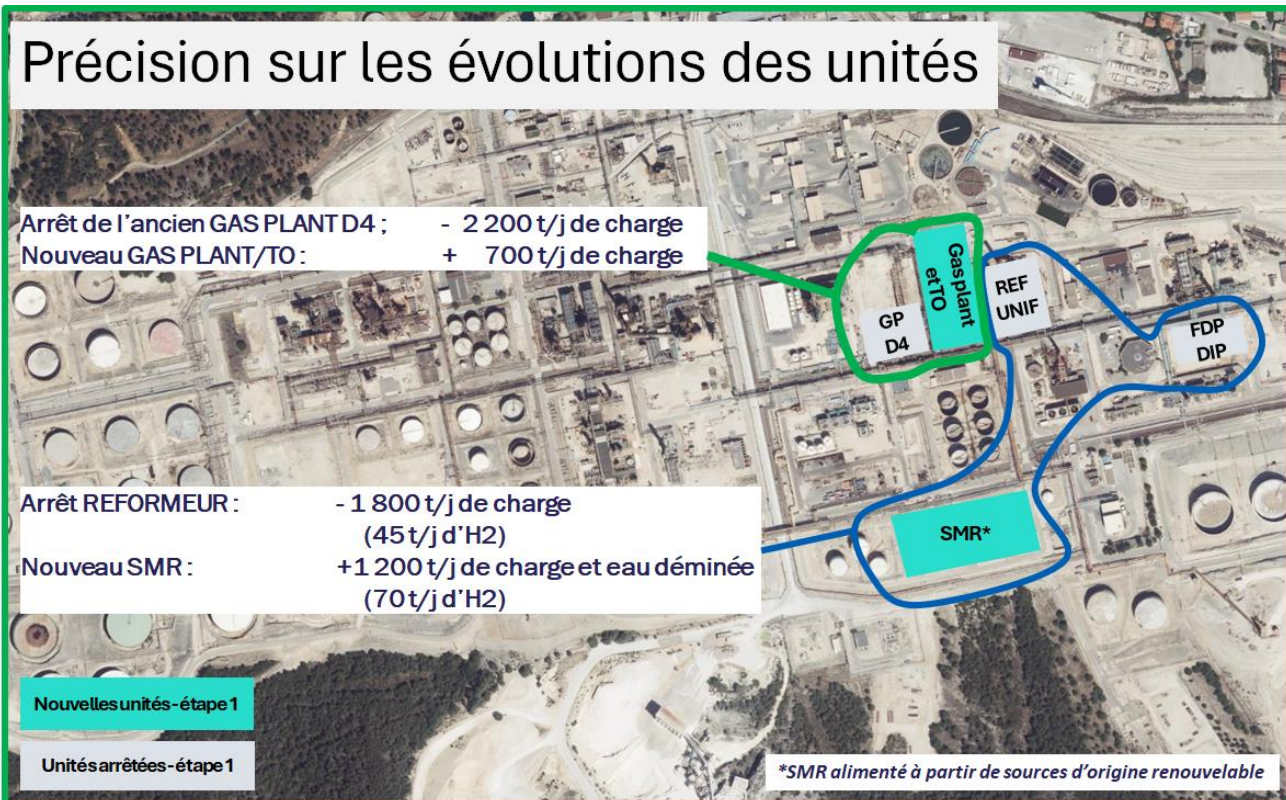 Précision sur les évolutions des unités
Arrêt de l'ancien GAS PLANT D4 ; - 2 200 t/j de charge
Nouveau GAS PLANT/TO : + 700 t/j de charge
Gasplant
et TO
GP
D4
REF
UNIF
FDP
DIP
Arrêt REFORMEUR : - 1 800 t/j de charge
(45 t/j d'H2)
Nouveau SMR : +1 200 t/j de charge et eau déminée
(70 t/j d'H2)
SMR*
Nouvelles unités - étape 1
Unités arrêtées - étape 1
*SMR alimenté à partir de sources d'origine renouvelable